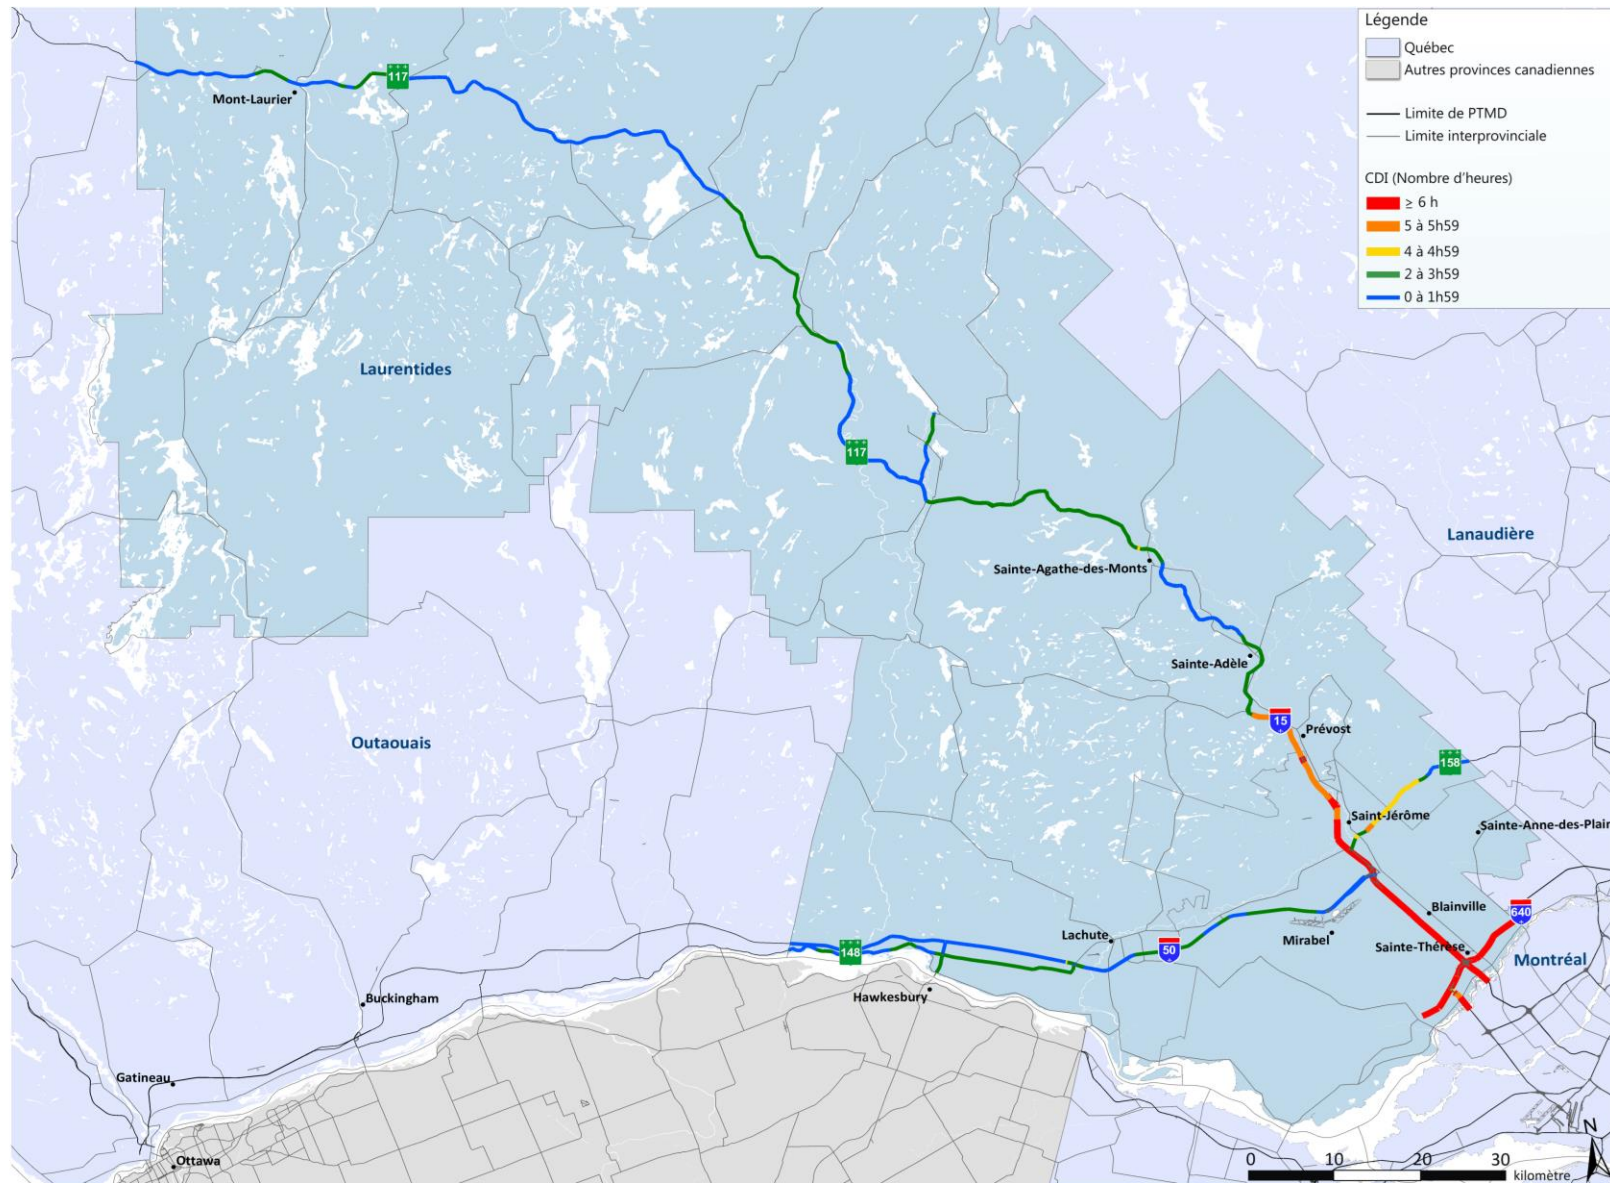 Légende
Québec
Autres provinces canadiennes
Limite de PTMD
Limite interprovinciale
CDI (Nombre d'heures)
≥ 6 h
5 à 5h59
4 à 4h59
2 à 3h59
0 à 1h59
117
Mont-Laurier
Laurentides
117
Lanaudière
Sainte-Agathe-des-Monts
Sainte-Adèle
15
Prévost
Outaouais
158
Saint-Jérôme
Sainte-Anne-des-Plain
Blainville
640
Lachute
Mirabel
50
Sainte-Thérèse
Montréal
148
Hawkesbury
Buckingham
Gatineau
Ottawa
N
0 10 20 30
kilomètre